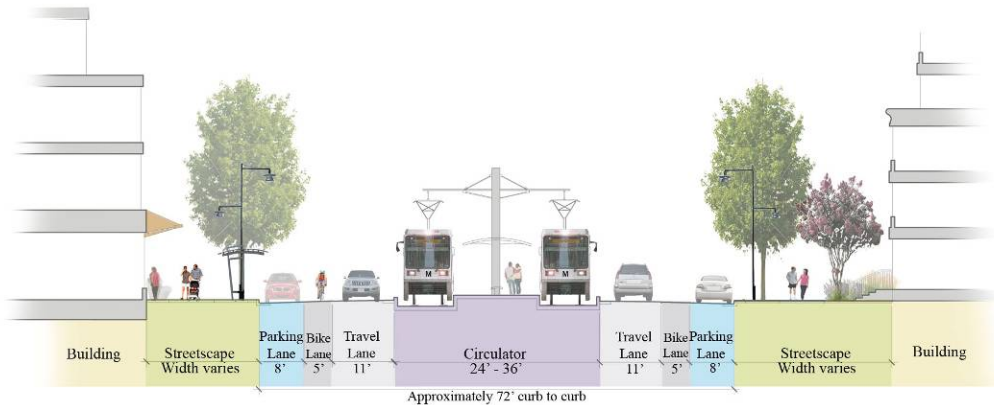 M
M
Building
Streetscape
Width varies
Parking
Lane
8'
Bike
Lane
5'
Travel
Lane
11'
Circulator
24' - 36'
Travel
Lane
11'
Bike
Lane
5'
Parking
Lane
8'
Streetscape
Width varies
Building
Approximately 72' curb to curb